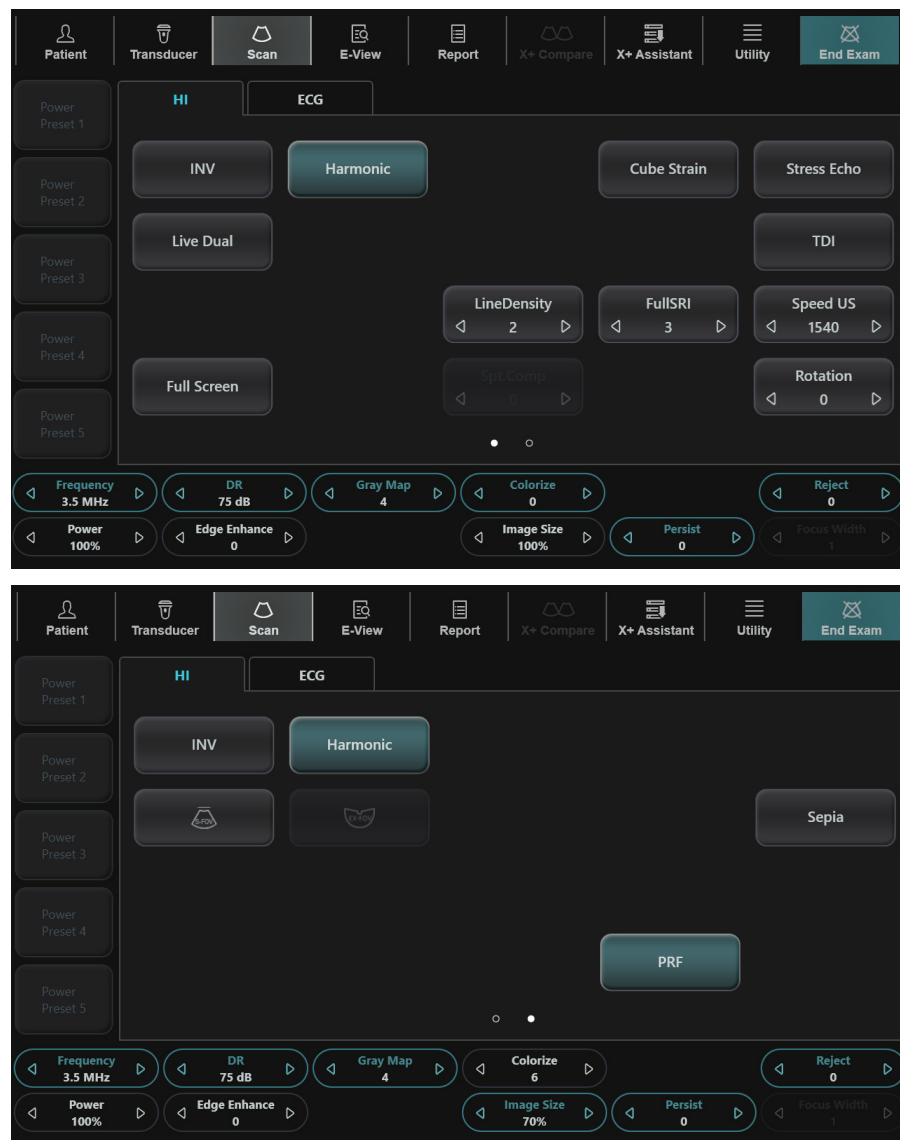 Patient Transducer Scan E-View Report X+ Compare X+ Assistant Utility End Exam
HI ECG
Power
Preset 1
Power
Preset 2
Power
Preset 3
Power
Preset 4
Power
Preset 5
INV Harmonic Cube Strain Stress Echo
Live Dual TDI
LineDensity FullSRI Speed US
2 3 1540
Full Screen Spt.Comp Rotation
0 0
Frequency DR Gray Map Colorize Reject
3.5 MHz 75 dB 4 0 0
Power Edge Enhance Image Size Persist Focus Width
100% 0 100% 0 1
Patient Transducer Scan E-View Report X+ Compare X+ Assistant Utility End Exam
HI ECG
Power
Preset 1
Power
Preset 2
Power
Preset 3
Power
Preset 4
Power
Preset 5
INV Harmonic
S-FOV EX-FOV Sepia
PRF
Frequency DR Gray Map Colorize Reject
3.5 MHz 75 dB 4 6 0
Power Edge Enhance Image Size Persist Focus Width
100% 0 70% 0 1